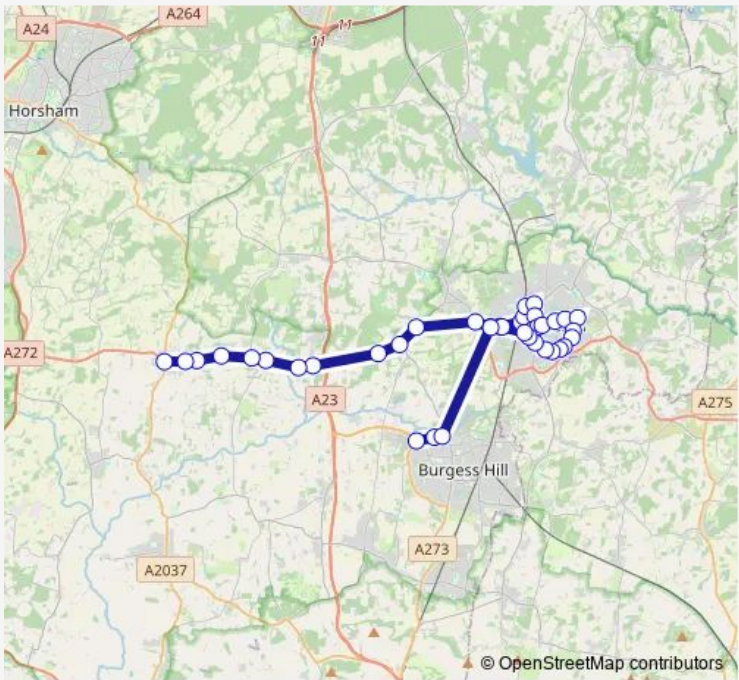 A264
A24
11
11
Horsham
A272
A23
A275
Burgess Hill
A273
A2037
© OpenStreetMap contributors